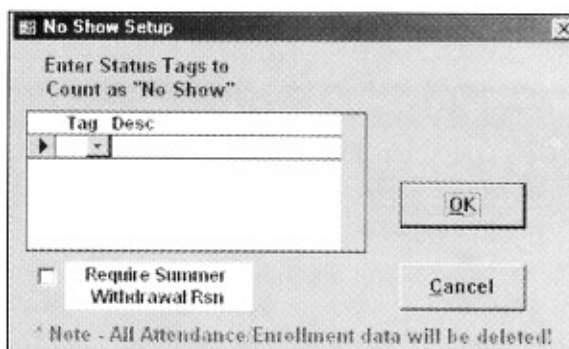 No Show Setup
Enter Status Tags to
Count as "No Show"
Tag Desc
OK
Require Summer
Withdrawal Rsn
Cancel
* Note - All Attendance/Enrollment data will be deleted!